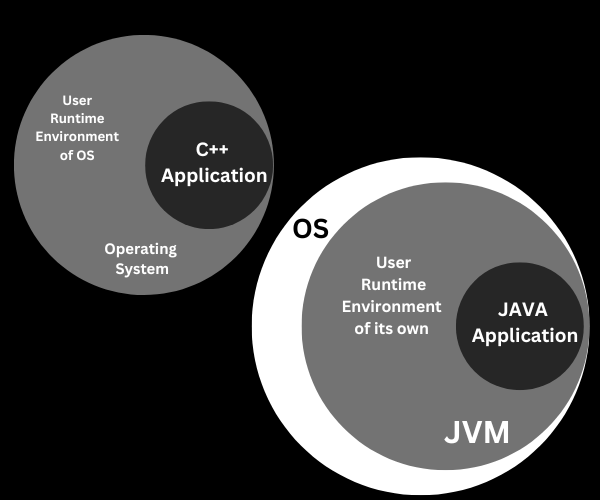 User
Runtime
Environment
of OS
C++
Application
Operating
System
OS
User
Runtime
Environment
of its own
JAVA
Application
JVM